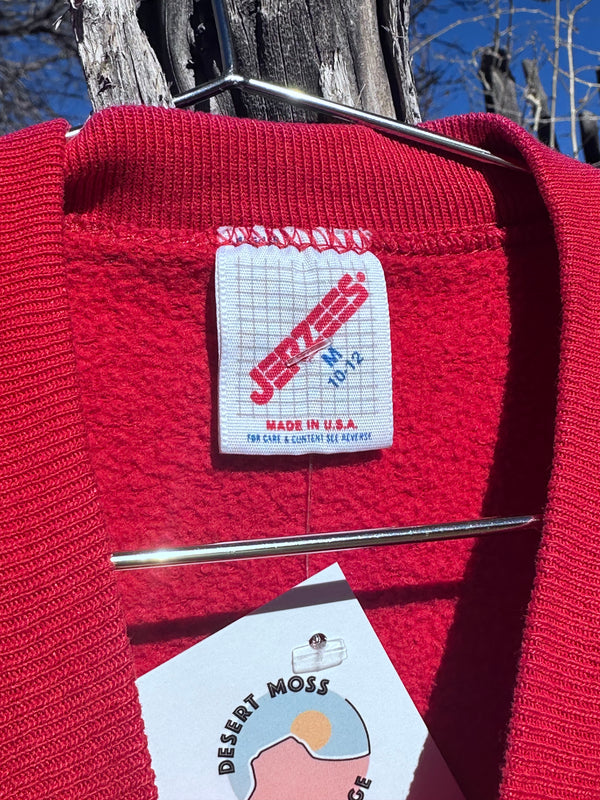 JERZEES®
M
10-12
MADE IN U.S.A.
FOR CARE & CONTENT SEE REVERSE
DESERT MOSS